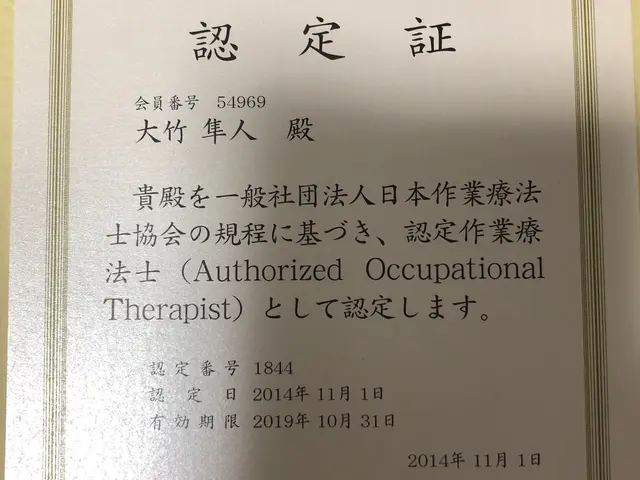 認定証
会員番号 54969
大竹 隼人 殿
貴殿を一般社団法人日本作業療法
士協会の規程に基づき、認定作業療
法士（Authorized Occupational
Therapist）として認定します。
認定番号 1844
認定日 2014年 11月 1日
有効期限 2019年 10月 31日
2014年 11月 1日